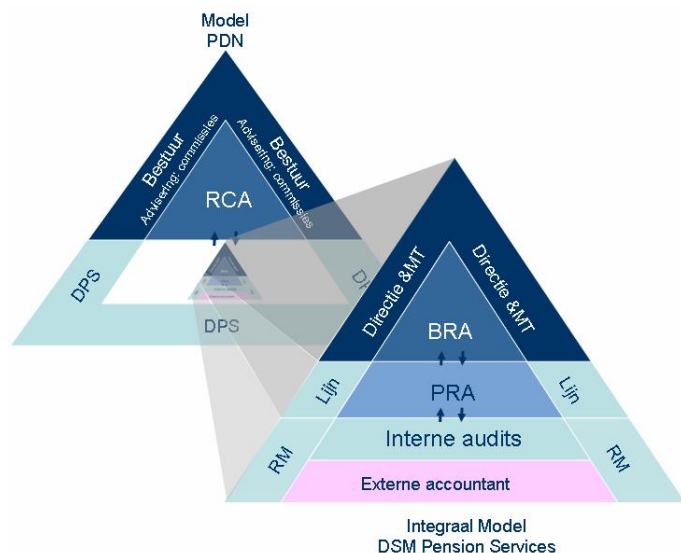 Model
PDN
Bestuur
Advisering: commissies
Bestuur
Advisering: commissies
RCA
DPS
DPS
Directie &MT
Directie &MT
BRA
Lijn
PRA
Lijn
RM
Interne audits
RM
Externe accountant
Integraal Model
DSM Pension Services